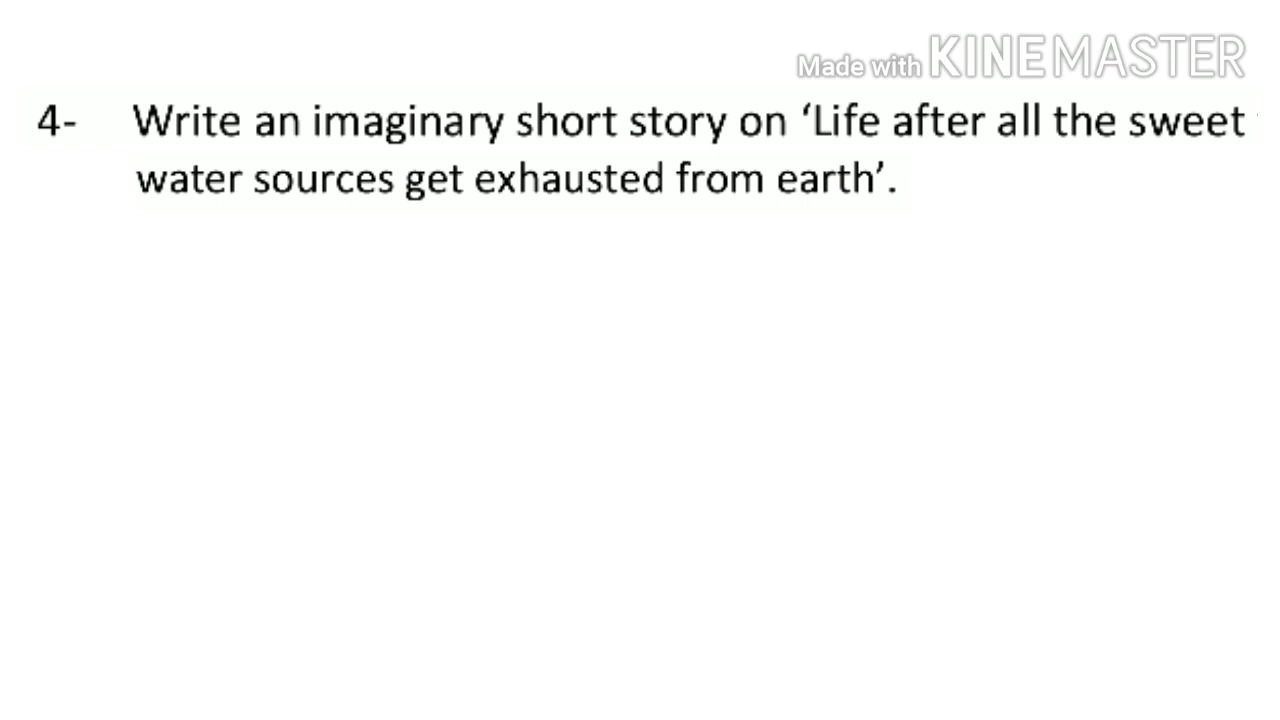 Made with KINEMASTER
4- Write an imaginary short story on ‘Life after all the sweet
water sources get exhausted from earth’.